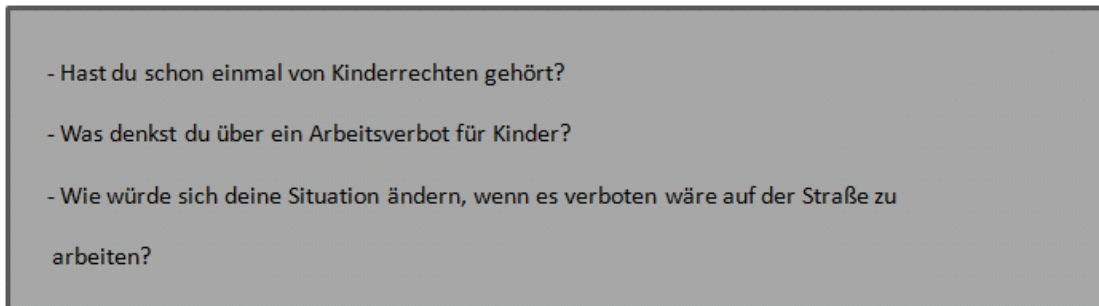 - Hast du schon einmal von Kinderrechten gehört?
- Was denkst du über ein Arbeitsverbot für Kinder?
- Wie würde sich deine Situation ändern, wenn es verboten wäre auf der Straße zu
arbeiten?